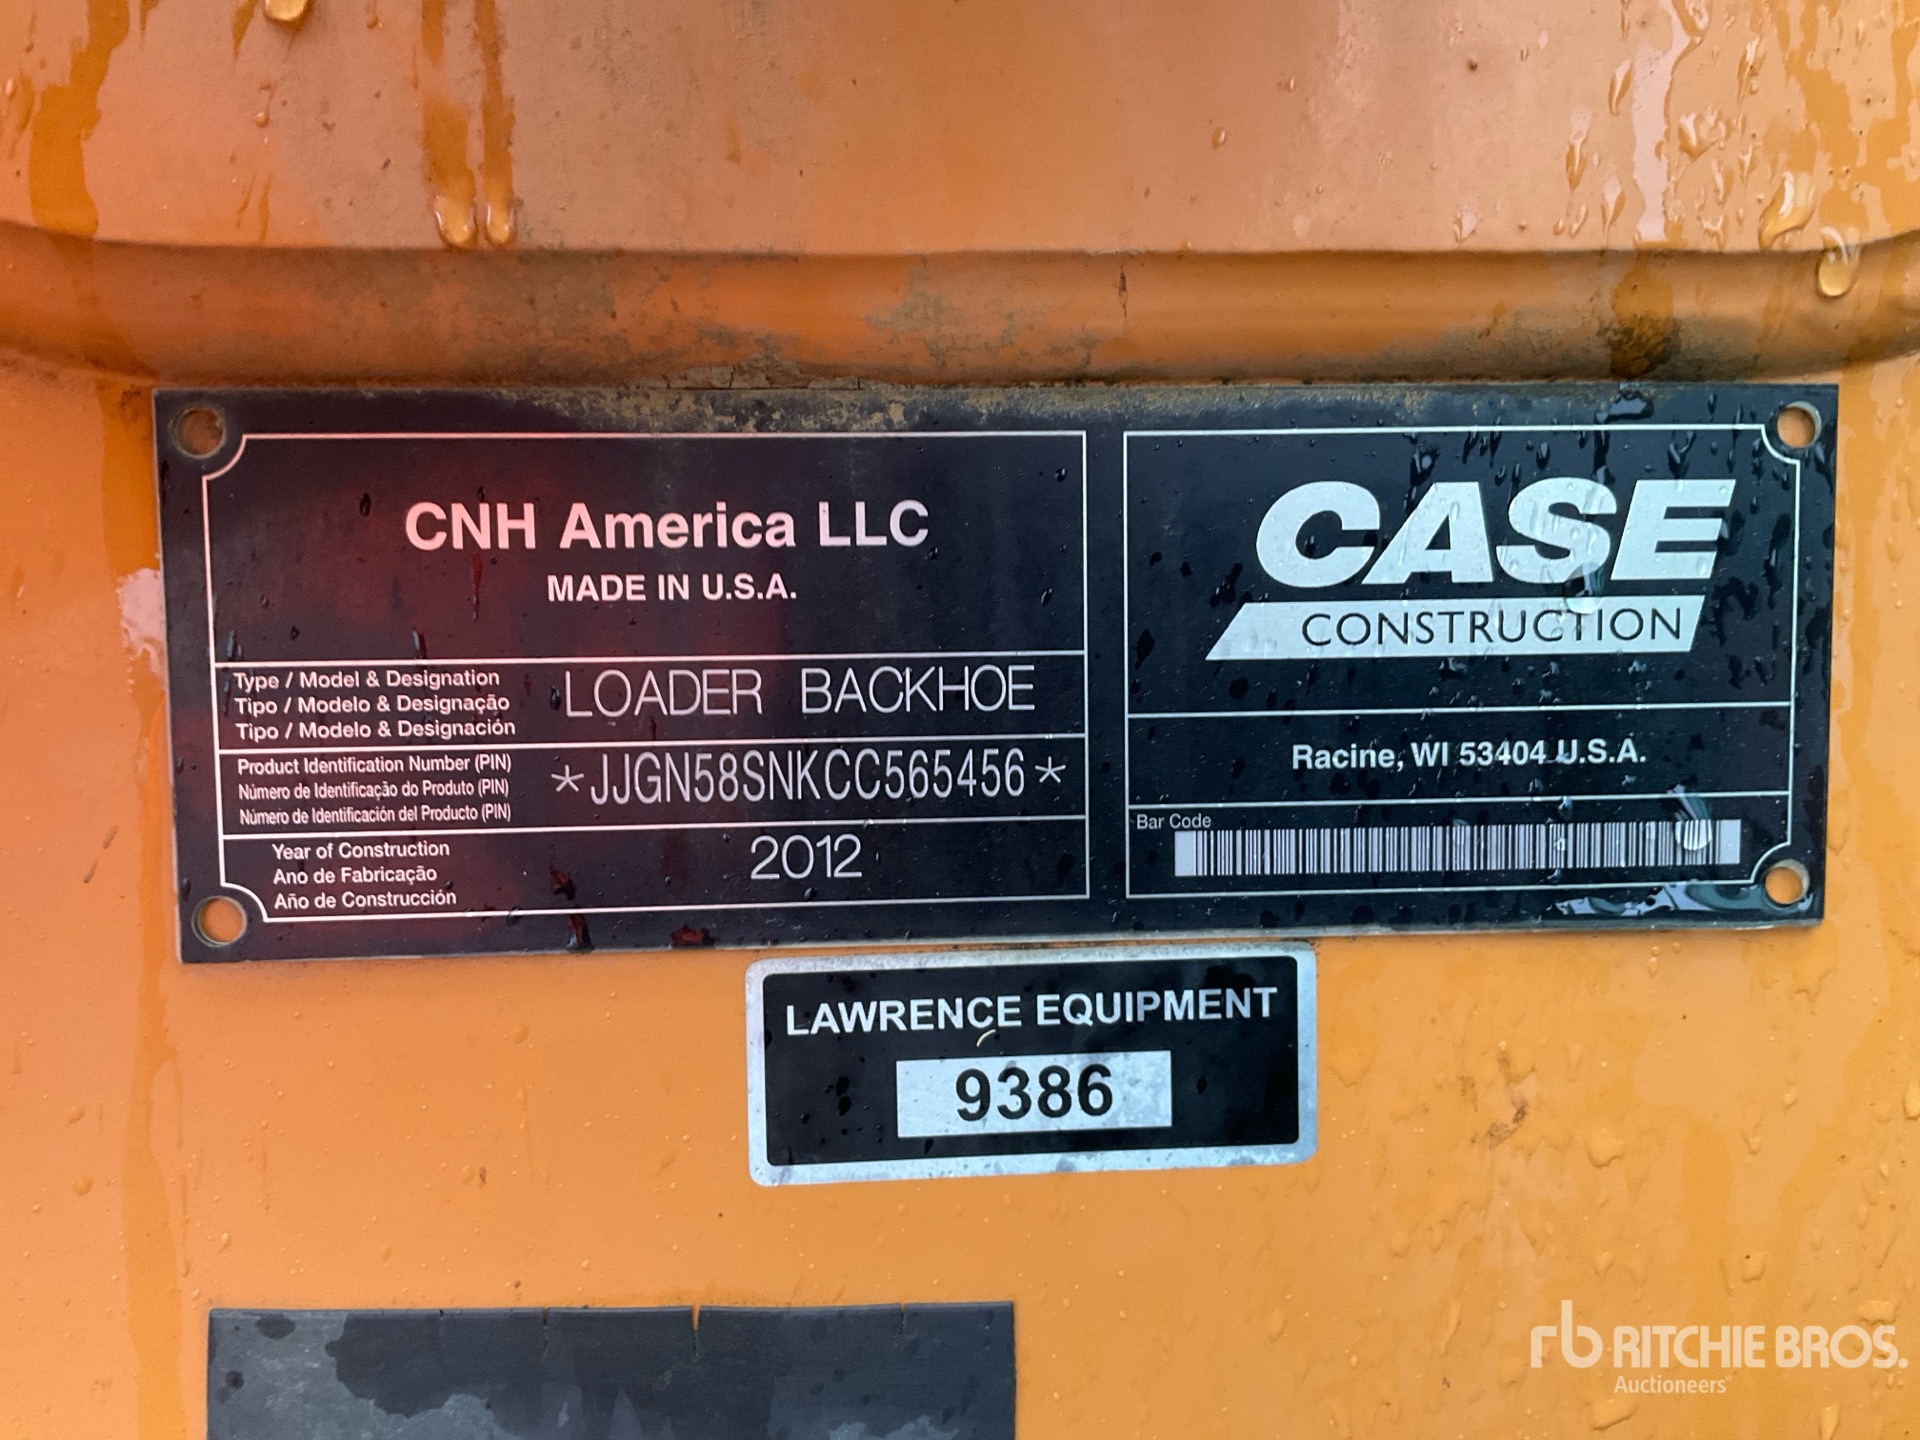 CNH America LLC
MADE IN U.S.A.
Type / Model & Designation
Tipo / Modelo & Designação
Tipo / Modelo & Designación
LOADER BACKHOE
Product Identification Number (PIN)
Número de Identificação do Produto (PIN)
Número de Identificación del Producto (PIN)
*JJGN58SNKCC565456*
Year of Construction
Ano de Fabricação
Año de Construcción
2012
CASE
CONSTRUCTION
Racine, WI 53404 U.S.A.
Bar Code
LAWRENCE EQUIPMENT
9386
rb RITCHIE BROS.
Auctioneers